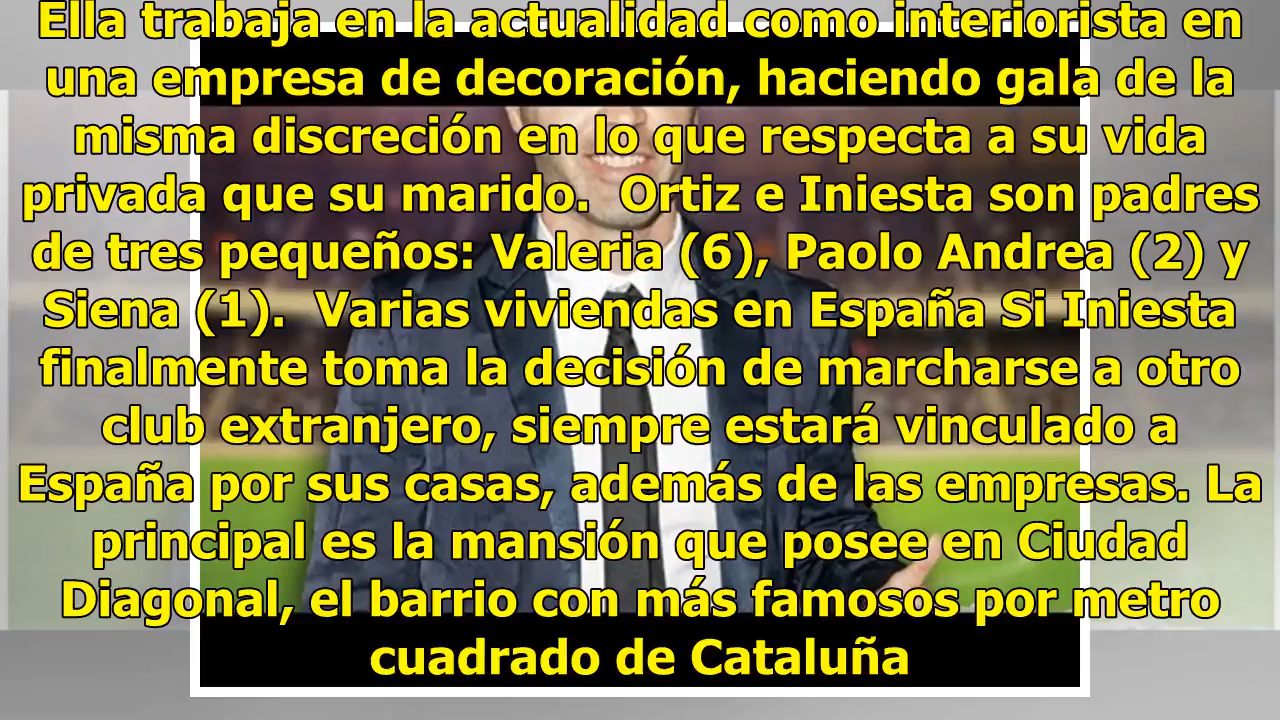 Ella trabaja en la actualidad como interiorista en
una empresa de decoración, haciendo gala de la
misma discreción en lo que respecta a su vida
privada que su marido.  Ortiz e Iniesta son padres
de tres pequeños: Valeria (6), Paolo Andrea (2) y
Siena (1).  Varias viviendas en España Si Iniesta
finalmente toma la decisión de marcharse a otro
club extranjero, siempre estará vinculado a
España por sus casas, además de las empresas. La
principal es la mansión que posee en Ciudad
Diagonal, el barrio con más famosos por metro
cuadrado de Cataluña